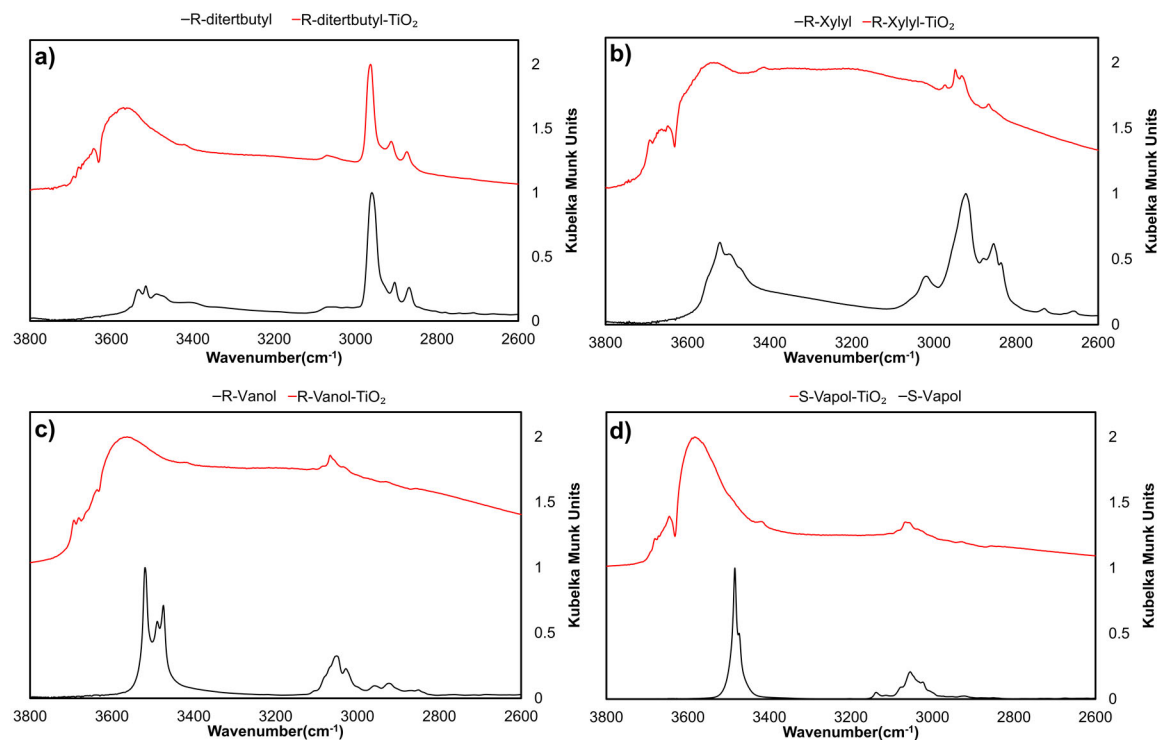 R-ditertbutyl R-ditertbutyl-TiO₂
a)
2
1.5
1
0.5
0
Kubelka Munk Units
3800 3600 3400 3200 3000 2800 2600
Wavenumber(cm⁻¹)
R-Xylyl R-Xylyl-TiO₂
b)
2
1.5
1
0.5
0
Kubelka Munk Units
3800 3400 3000 2600
Wavenumber(cm⁻¹)
R-Vanol R-Vanol-TiO₂
c)
2
1.5
1
0.5
0
Kubelka Munk Units
3800 3600 3400 3200 3000 2800 2600
Wavenumber(cm⁻¹)
S-Vapol-TiO₂ S-Vapol
d)
2
1.5
1
0.5
0
Kubelka Munk Units
3800 3600 3400 3200 3000 2800 2600
Wavenumber(cm⁻¹)